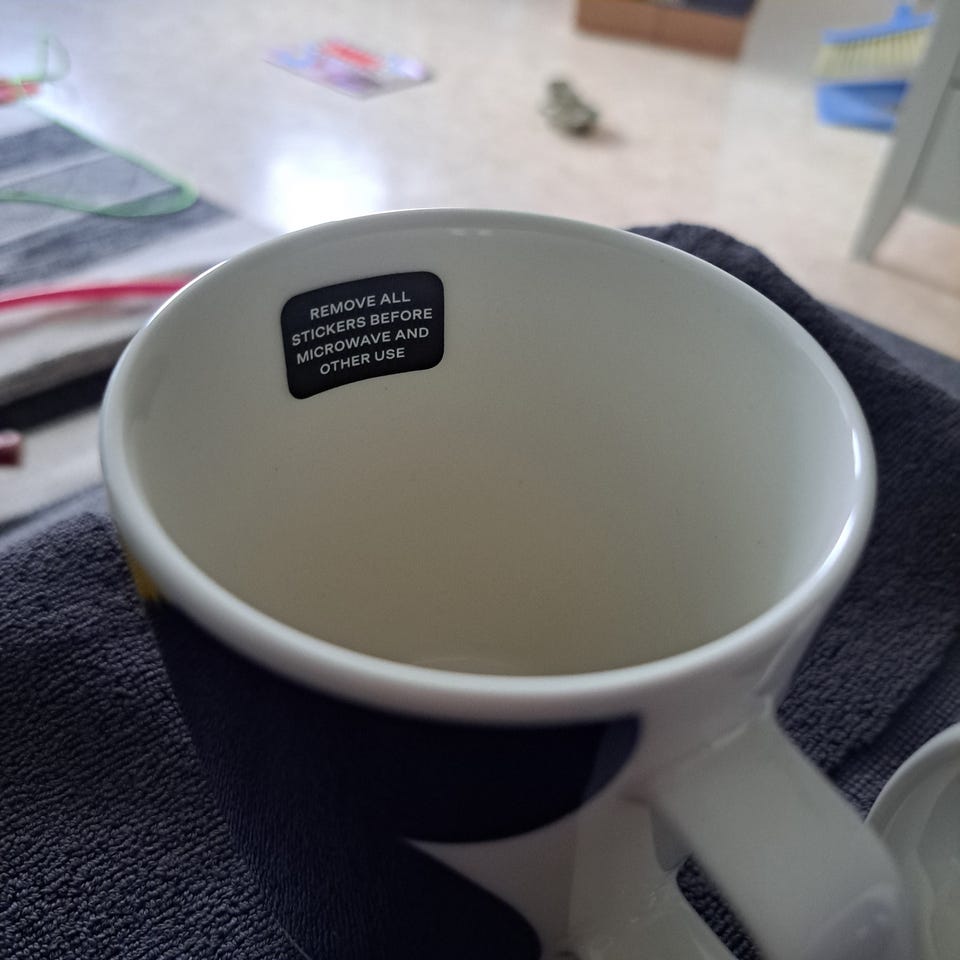 REMOVE ALL
STICKERS BEFORE
MICROWAVE AND
OTHER USE